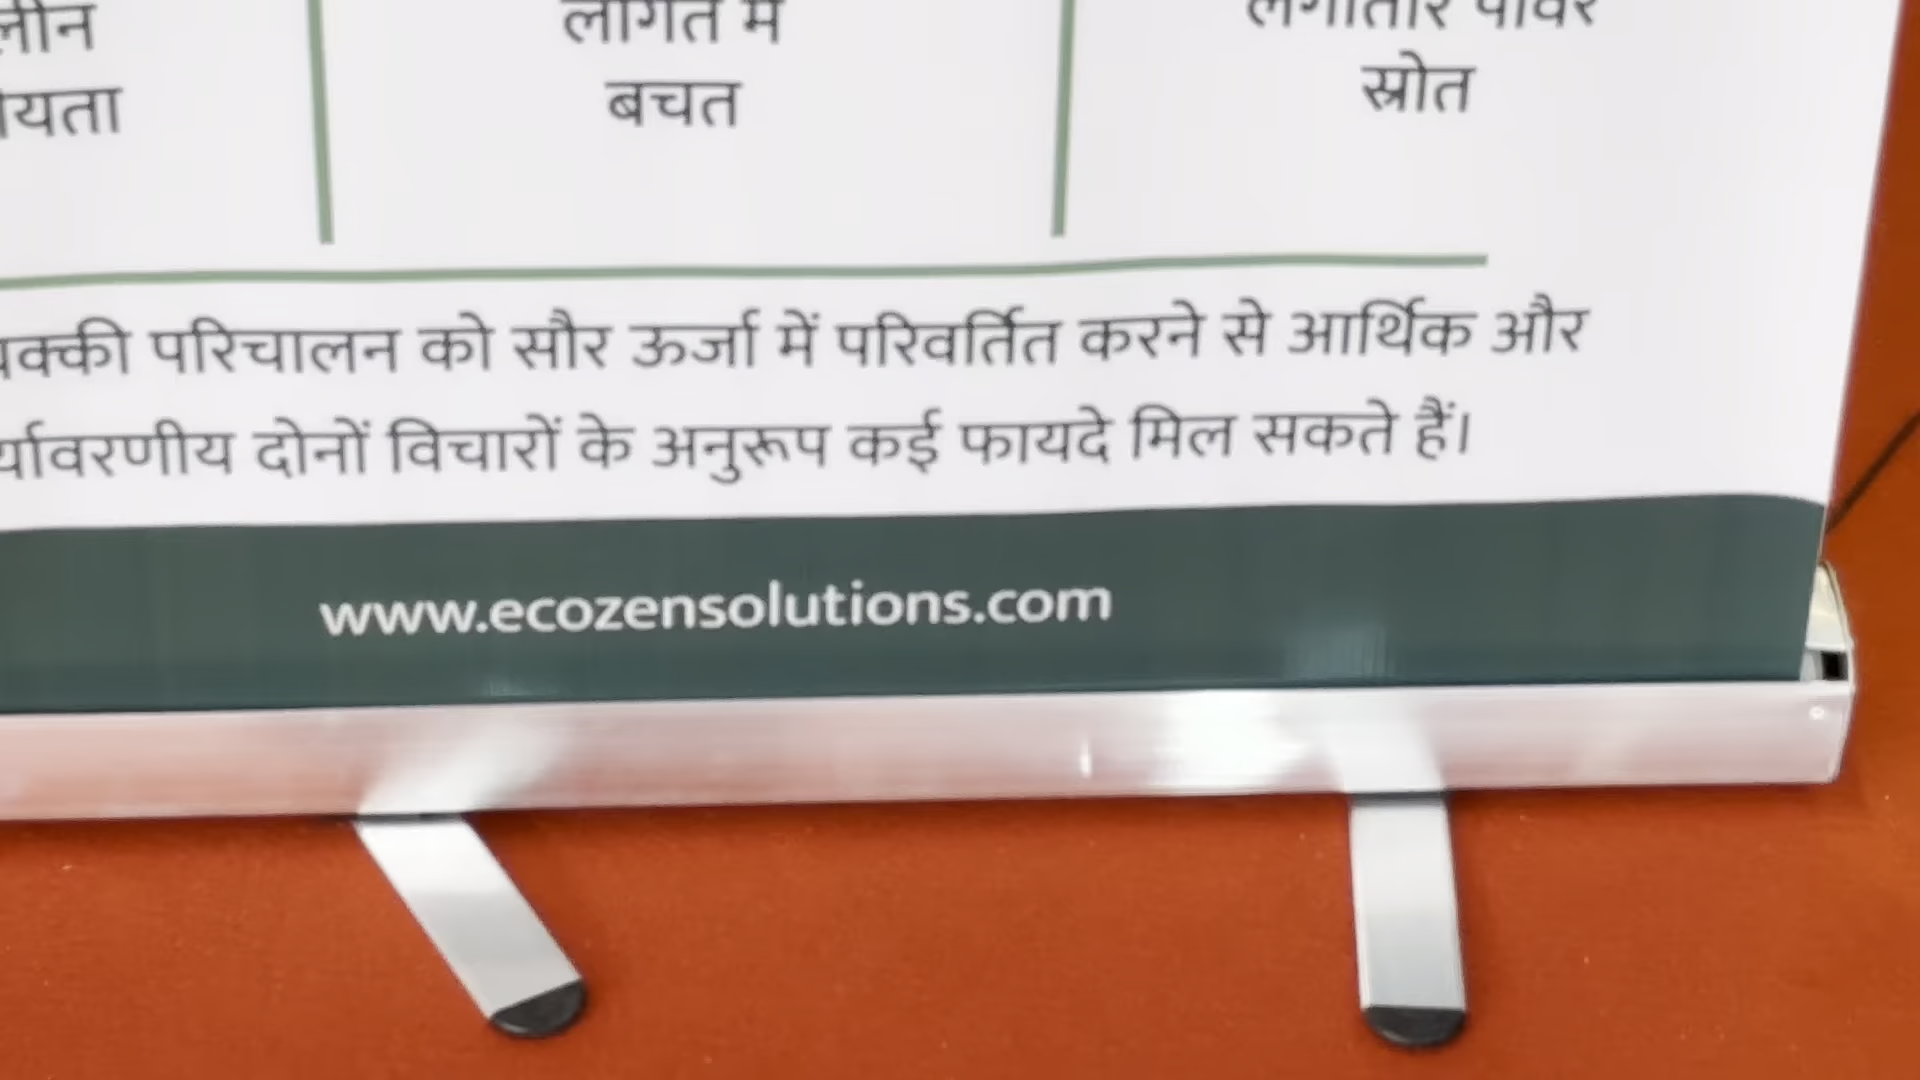 लागत में
लगातार पावर
बचत
स्रोत
परिचालन को सौर ऊर्जा में परिवर्तित करने से आर्थिक और
दोनों विचारों के अनुरूप कई फायदे मिल सकते हैं।
www.ecozensolutions.com